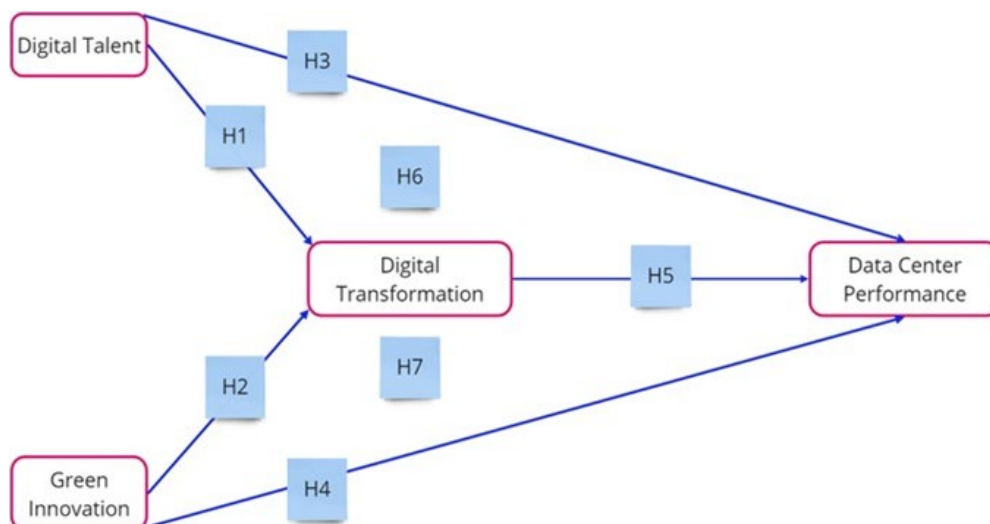 Digital Talent
H3
H1
H6
Digital
Transformation
H5
Data Center
Performance
H7
H2
Green
Innovation
H4